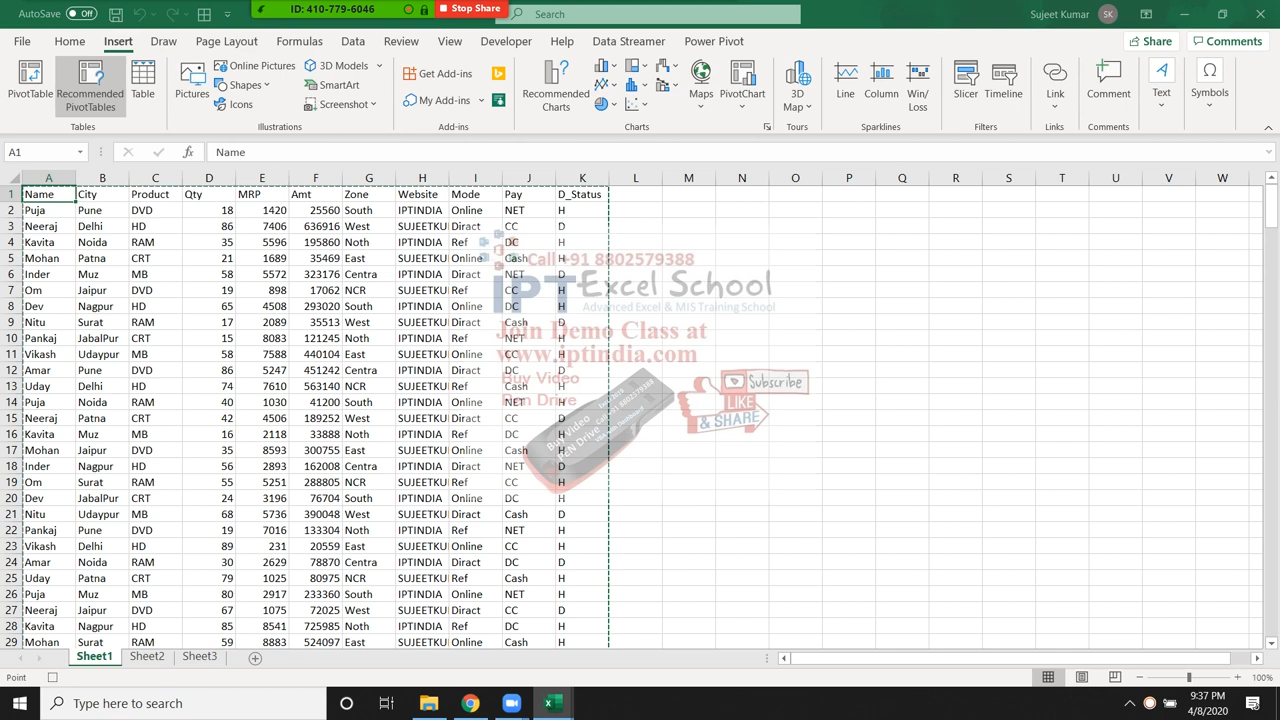 AutoSave Off ID: 410-779-6046 Stop Share Search Sujeet Kumar SK
File Home Insert Draw Page Layout Formulas Data Review View Developer Help Data Streamer Power Pivot Share Comments
PivotTable Recommended PivotTables Table Pictures Online Pictures Shapes Icons 3D Models SmartArt Screenshot Get Add-ins My Add-ins Recommended Charts Maps PivotChart 3D Map Line Column Win/Loss Slicer Timeline Link Comment Text Symbols
Tables Illustrations Add-ins Charts Tours Sparklines Filters Links Comments
A1 fx Name
A B C D E F G H I J K L M N O P Q R S T U V W
1 Name City Product Qty MRP Amt Zone Website Mode Pay D_Status
2 Puja Pune DVD 18 1420 25560 South IPTINDIA Online NET H
3 Neeraj Delhi HD 86 7406 636916 West SUJEETKU Diract CC D
4 Kavita Noida RAM 35 5596 195860 Noth IPTINDIA Ref DC H
5 Mohan Patna CRT 21 1689 35469 East SUJEETKU Online Cash H
6 Inder Muz MB 58 5572 323176 Centra IPTINDIA Diract NET D
7 Om Jaipur DVD 19 898 17062 NCR SUJEETKU Ref CC H
8 Dev Nagpur HD 65 4508 293020 South IPTINDIA Online DC H
9 Nitu Surat RAM 17 2089 35513 West SUJEETKU Diract Cash D
10 Pankaj JabalPur CRT 15 8083 121245 Noth IPTINDIA Ref NET H
11 Vikash Udaypur MB 58 7588 440104 East SUJEETKU Online CC H
12 Amar Pune DVD 86 5247 451242 Centra IPTINDIA Diract DC D
13 Uday Delhi HD 74 7610 563140 NCR SUJEETKU Ref Cash H
14 Puja Noida RAM 40 1030 41200 South IPTINDIA Online NET H
15 Neeraj Patna CRT 42 4506 189252 West SUJEETKU Diract CC D
16 Kavita Muz MB 16 2118 33888 Noth IPTINDIA Ref DC H
17 Mohan Jaipur DVD 35 8593 300755 East SUJEETKU Online Cash H
18 Inder Nagpur HD 56 2893 162008 Centra IPTINDIA Diract NET D
19 Om Surat RAM 55 5251 288805 NCR SUJEETKU Ref CC H
20 Dev JabalPur CRT 24 3196 76704 South IPTINDIA Online DC H
21 Nitu Udaypur MB 68 5736 390048 West SUJEETKU Diract Cash D
22 Pankaj Pune DVD 19 7016 133304 Noth IPTINDIA Ref NET H
23 Vikash Delhi HD 89 231 20559 East SUJEETKU Online CC H
24 Amar Noida RAM 30 2629 78870 Centra IPTINDIA Diract DC D
25 Uday Patna CRT 79 1025 80975 NCR SUJEETKU Ref Cash H
26 Puja Muz MB 80 2917 233360 South IPTINDIA Online NET H
27 Neeraj Jaipur DVD 67 1075 72025 West SUJEETKU Diract CC D
28 Kavita Nagpur HD 85 8541 725985 Noth IPTINDIA Ref DC H
29 Mohan Surat RAM 59 8883 524097 East SUJEETKU Online Cash H
Call +91 8802579388
iPT Excel School
Advanced Excel & MIS Training School
Join Demo Class at
www.iptindia.com
Buy Video
Pen Drive
Buy Video
PEN Drive
Subscribe
LIKE
& SHARE
Sheet1 Sheet2 Sheet3
Point 100%
Type here to search
9:37 PM
4/8/2020